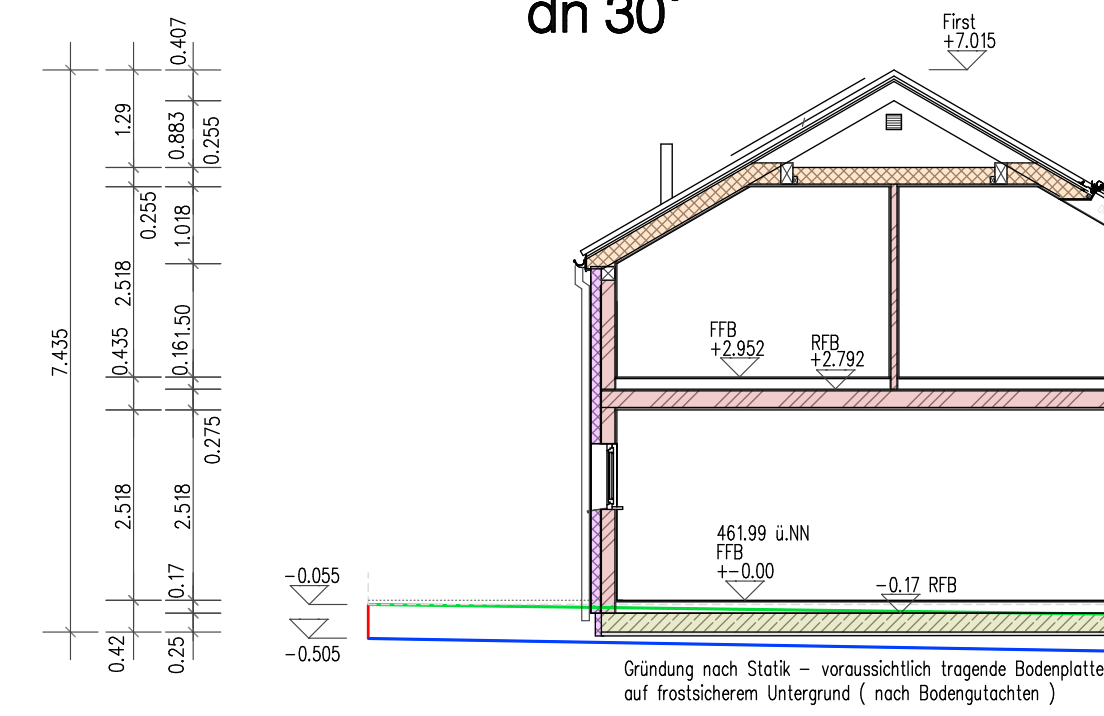 dn 30°
First
+7.015
0.407
1.29
0.883
0.255
0.255
1.018
2.518
7.435
0.435
0.161.50
0.275
2.518
2.518
0.17
0.42
0.25
FFB
+2.952
RFB
+2.792
461.99 ü.NN
FFB
+-0.00
-0.17 RFB
-0.055
-0.505
Gründung nach Statik - voraussichtlich tragende Bodenplatte
auf frostsicherem Untergrund ( nach Bodengutachten )